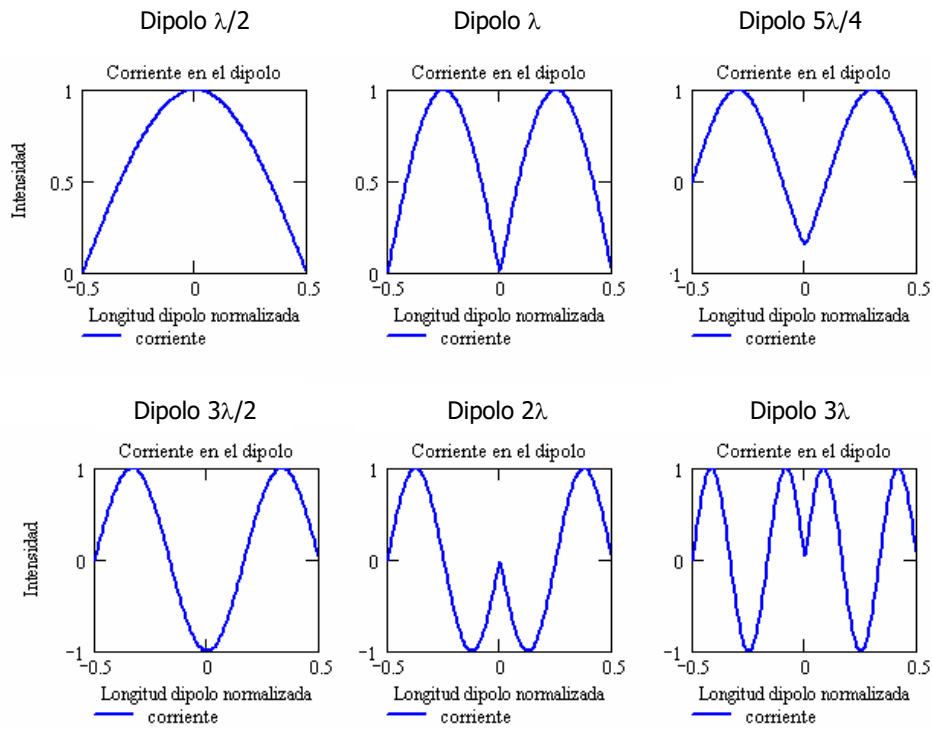 Dipolo λ/2
Dipolo λ
Dipolo 5λ/4
Corriente en el dipolo
Corriente en el dipolo
Corriente en el dipolo
Intensidad
1
0.5
0
−0.5
0
0.5
1
0.5
0
−0.5
0
0.5
1
0
-1
−0.5
0
0.5
Longitud dipolo normalizada
Longitud dipolo normalizada
Longitud dipolo normalizada
corriente
corriente
corriente
Dipolo 3λ/2
Dipolo 2λ
Dipolo 3λ
Corriente en el dipolo
Corriente en el dipolo
Corriente en el dipolo
Intensidad
1
0
−1
−0.5
0
0.5
1
0
−1
−0.5
0
0.5
1
0
−1
−0.5
0
0.5
Longitud dipolo normalizada
Longitud dipolo normalizada
Longitud dipolo normalizada
corriente
corriente
corriente